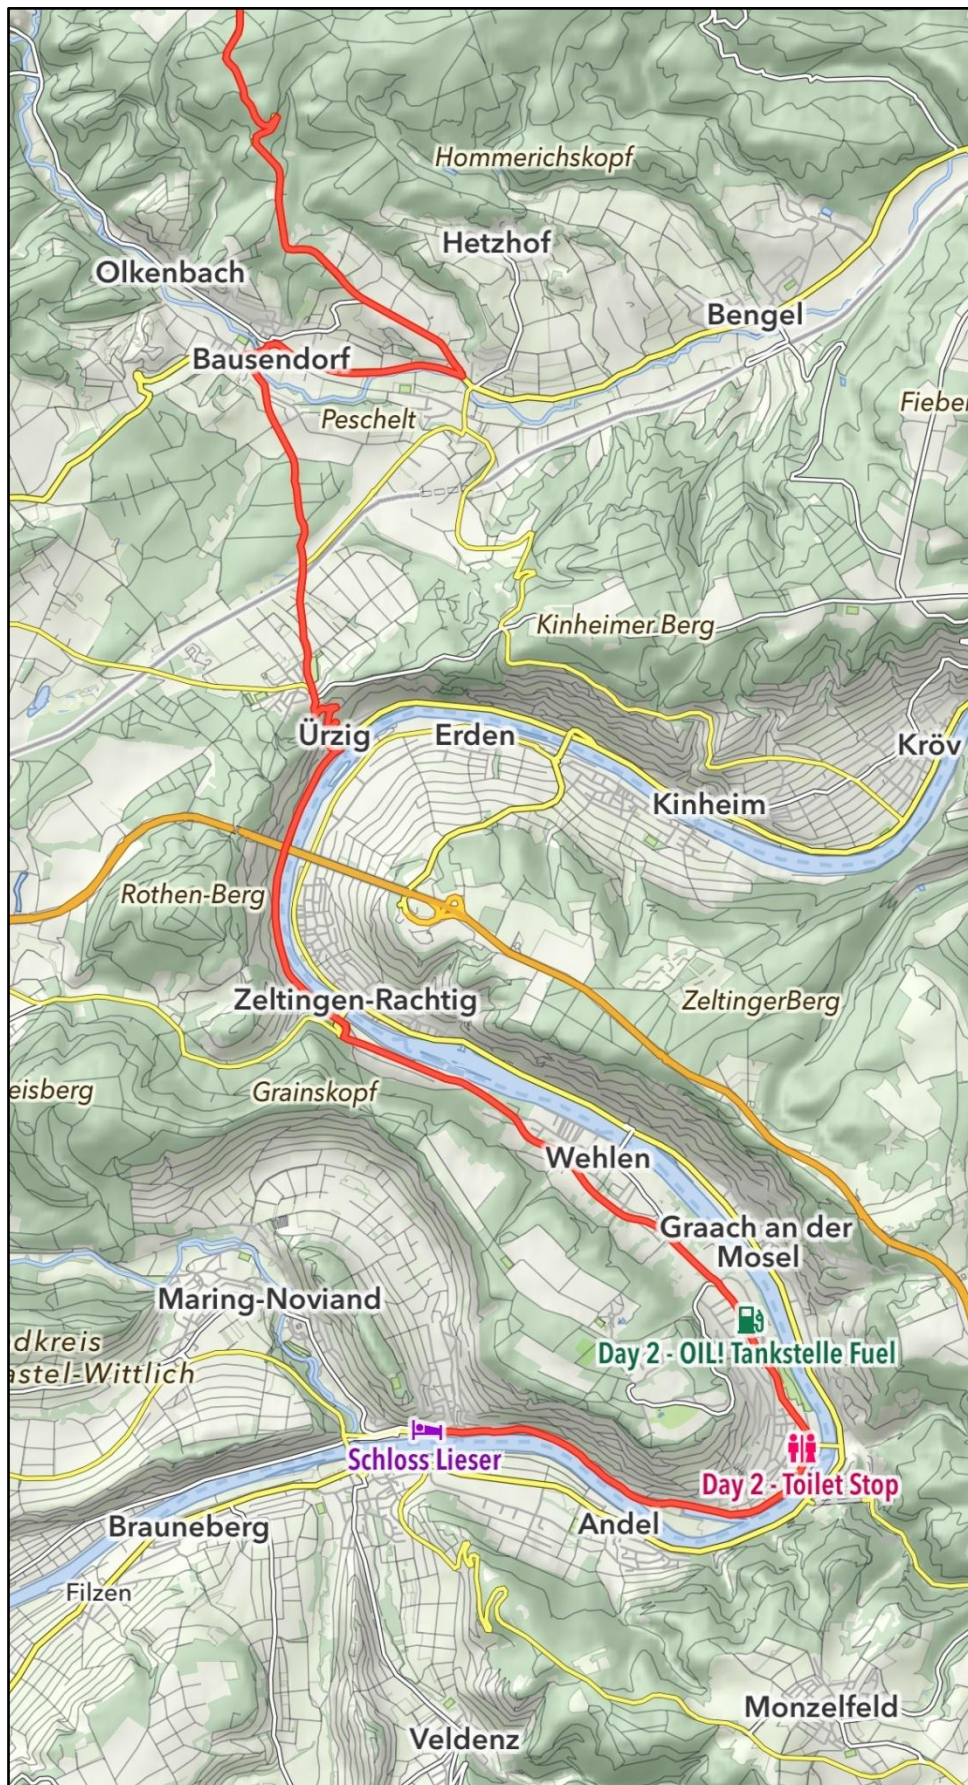 Hommerichskopf
Hetzhof
Olkenbach
Bengel
Bausendorf
Peschelt
Fieber
Kinheimer Berg
Ürzig
Erden
Kröv
Kinheim
Rothen-Berg
Zeltingen-Rachtig
ZeltingerBerg
eisberg
Grainskopf
Wehlen
Graach an der
Mosel
Maring-Noviand
dkreis
astel-Wittlich
Day 2 - OIL! Tankstelle Fuel
Schloss Lieser
Day 2 - Toilet Stop
Brauneberg
Andel
Filzen
Monzelfeld
Veldenz